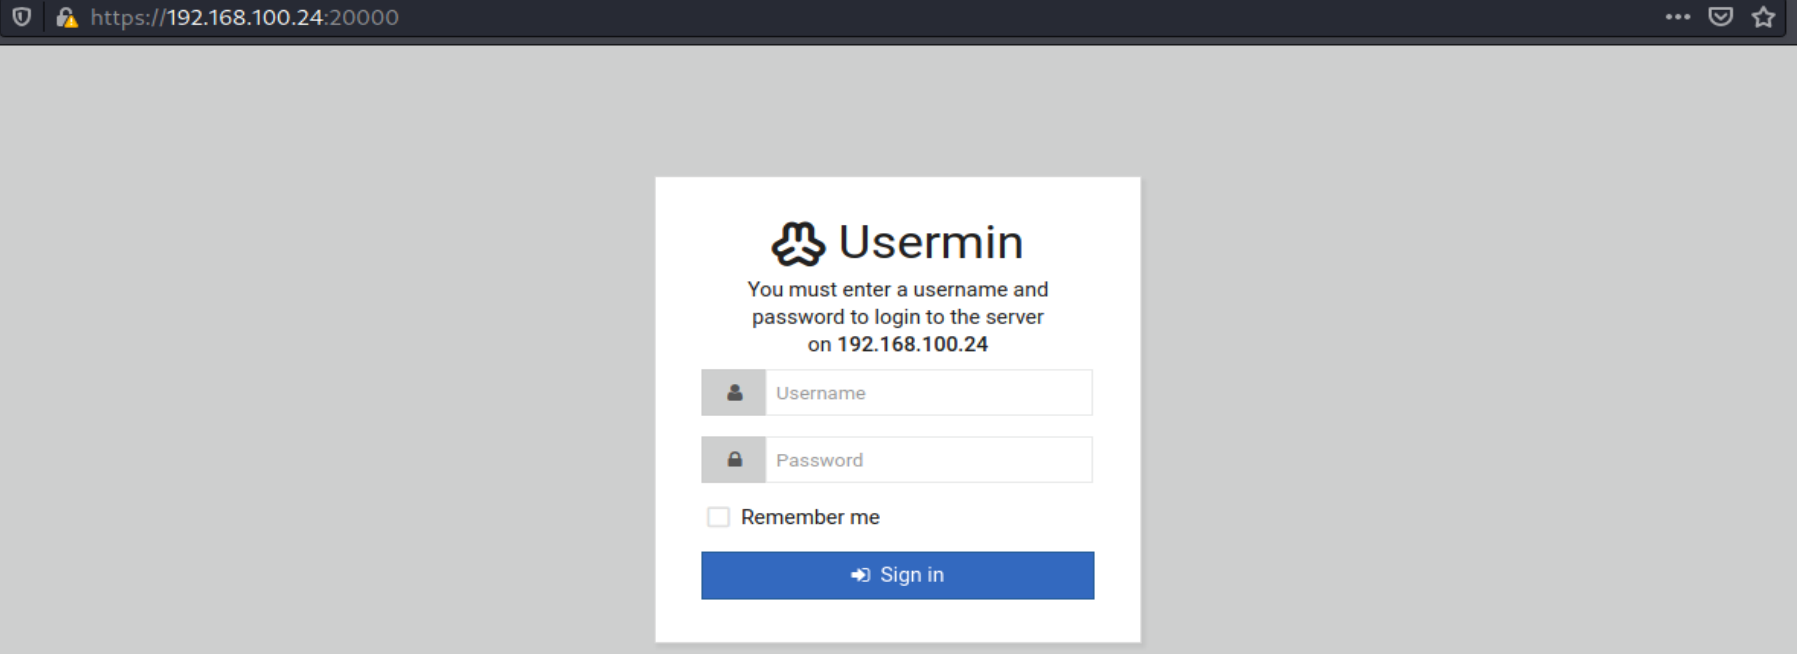 https://192.168.100.24:20000
Usermin
You must enter a username and
password to login to the server
on 192.168.100.24
Username
Password
Remember me
Sign in